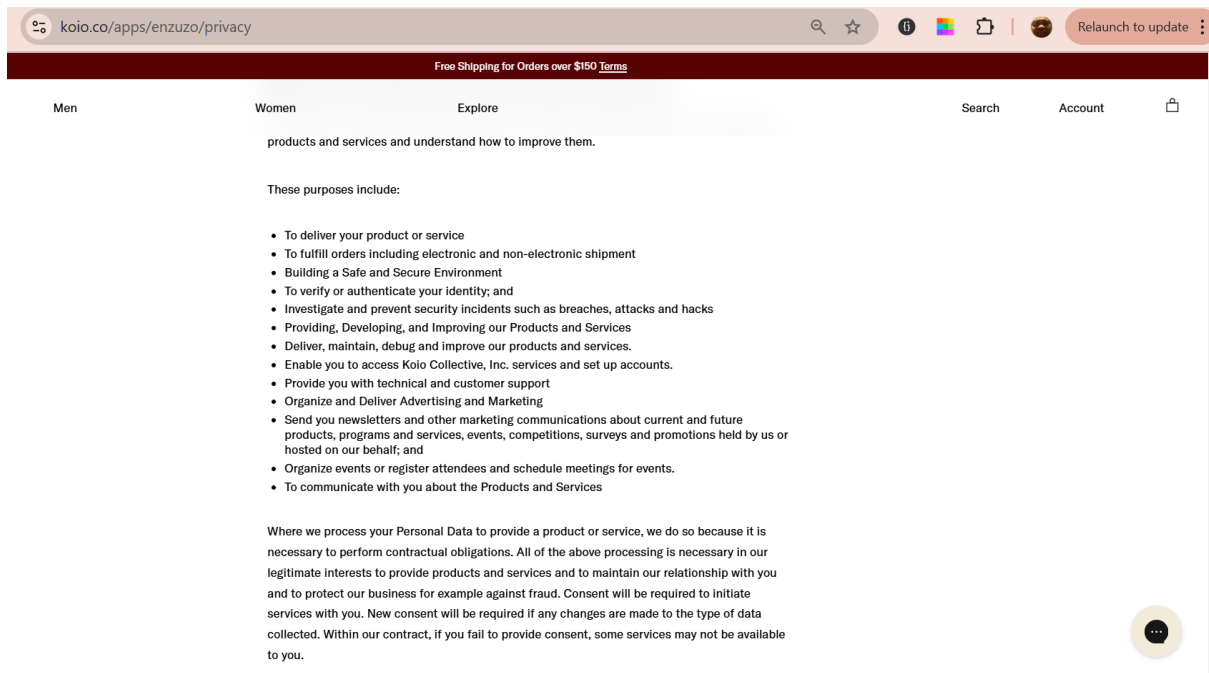 koio.co/apps/enzuzo/privacy
Relaunch to update
Free Shipping for Orders over $150 Terms
Men
Women
Explore
Search
Account
products and services and understand how to improve them.
These purposes include:
• To deliver your product or service
• To fulfill orders including electronic and non-electronic shipment
• Building a Safe and Secure Environment
• To verify or authenticate your identity; and
• Investigate and prevent security incidents such as breaches, attacks and hacks
• Providing, Developing, and Improving our Products and Services
• Deliver, maintain, debug and improve our products and services.
• Enable you to access Koio Collective, Inc. services and set up accounts.
• Provide you with technical and customer support
• Organize and Deliver Advertising and Marketing
• Send you newsletters and other marketing communications about current and future
products, programs and services, events, competitions, surveys and promotions held by us or
hosted on our behalf; and
• Organize events or register attendees and schedule meetings for events.
• To communicate with you about the Products and Services
Where we process your Personal Data to provide a product or service, we do so because it is
necessary to perform contractual obligations. All of the above processing is necessary in our
legitimate interests to provide products and services and to maintain our relationship with you
and to protect our business for example against fraud. Consent will be required to initiate
services with you. New consent will be required if any changes are made to the type of data
collected. Within our contract, if you fail to provide consent, some services may not be available
to you.